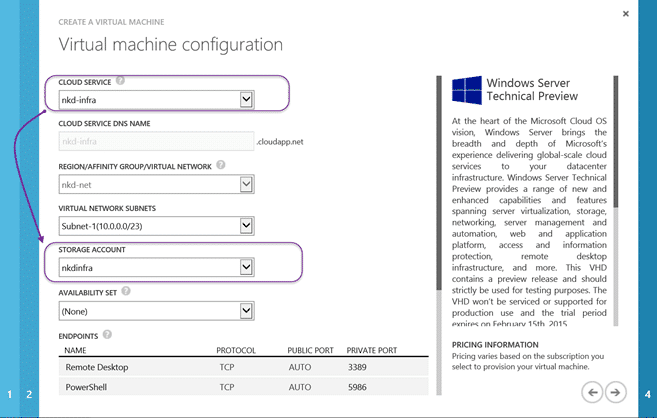 CREATE A VIRTUAL MACHINE
Virtual machine configuration
CLOUD SERVICE ?
nkd-infra
CLOUD SERVICE DNS NAME
nkd-infra .cloudapp.net
REGION/AFFINITY GROUP/VIRTUAL NETWORK ?
nkd-net
VIRTUAL NETWORK SUBNETS
Subnet-1(10.0.0.0/23)
STORAGE ACCOUNT
nkdinfra
AVAILABILITY SET ?
(None)
ENDPOINTS ?
NAME PROTOCOL PUBLIC PORT PRIVATE PORT
Remote Desktop TCP AUTO 3389
PowerShell TCP AUTO 5986
Windows Server
Technical Preview
At the heart of the Microsoft Cloud OS
vision, Windows Server brings the
breadth and depth of Microsoft's
experience delivering global-scale cloud
services to your datacenter
infrastructure. Windows Server Technical
Preview provides a range of new and
enhanced capabilities and features
spanning server virtualization, storage,
networking, server management and
automation, web and application
platform, access and information
protection, remote desktop
infrastructure, and more. This VHD
contains a preview release and should
strictly be used for testing purposes. The
VHD won't be serviced or supported for
production use and the trial period
expires on February 15th, 2015.
PRICING INFORMATION
Pricing varies based on the subscription you
select to provision your virtual machine.
1 2 4